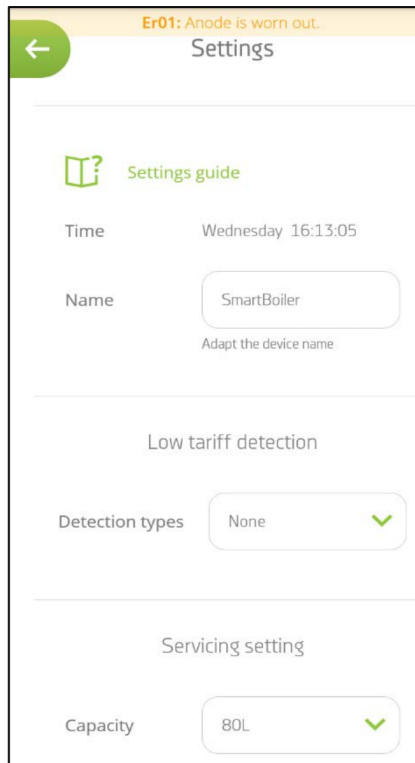 Er01: Anode is worn out.
Settings
Settings guide
Time Wednesday 16:13:05
Name SmartBoiler
Adapt the device name
Low tariff detection
Detection types None
Servicing setting
Capacity 80L